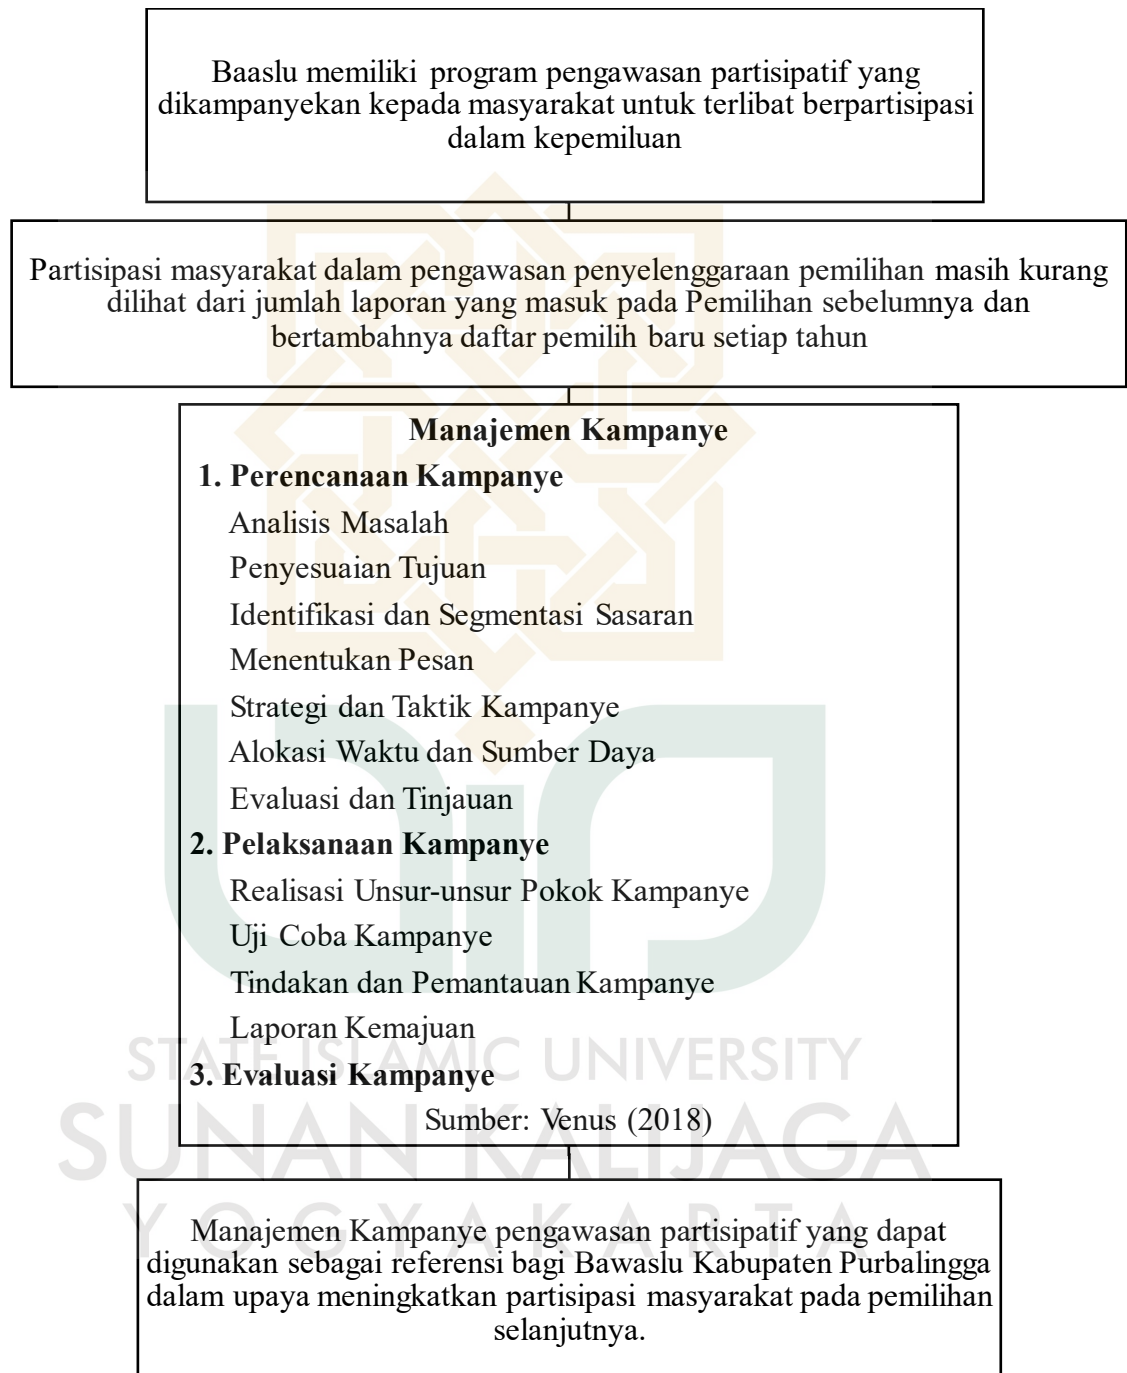 Baaslu memiliki program pengawasan partisipatif yang
dikampanyekan kepada masyarakat untuk terlibat berpartisipasi
dalam kepemiluan
Partisipasi masyarakat dalam pengawasan penyelenggaraan pemilihan masih kurang
dilihat dari jumlah laporan yang masuk pada Pemilihan sebelumnya dan
bertambahnya daftar pemilih baru setiap tahun
Manajemen Kampanye
1. Perencanaan Kampanye
Analisis Masalah
Penyesuaian Tujuan
Identifikasi dan Segmentasi Sasaran
Menentukan Pesan
Strategi dan Taktik Kampanye
Alokasi Waktu dan Sumber Daya
Evaluasi dan Tinjauan
2. Pelaksanaan Kampanye
Realisasi Unsur-unsur Pokok Kampanye
Uji Coba Kampanye
Tindakan dan Pemantauan Kampanye
Laporan Kemajuan
3. Evaluasi Kampanye
Sumber: Venus (2018)
Manajemen Kampanye pengawasan partisipatif yang dapat
digunakan sebagai referensi bagi Bawaslu Kabupaten Purbalingga
dalam upaya meningkatkan partisipasi masyarakat pada pemilihan
selanjutnya.
STATE ISLAMIC UNIVERSITY
SUNAN KALIJAGA
YOGYAKARTA